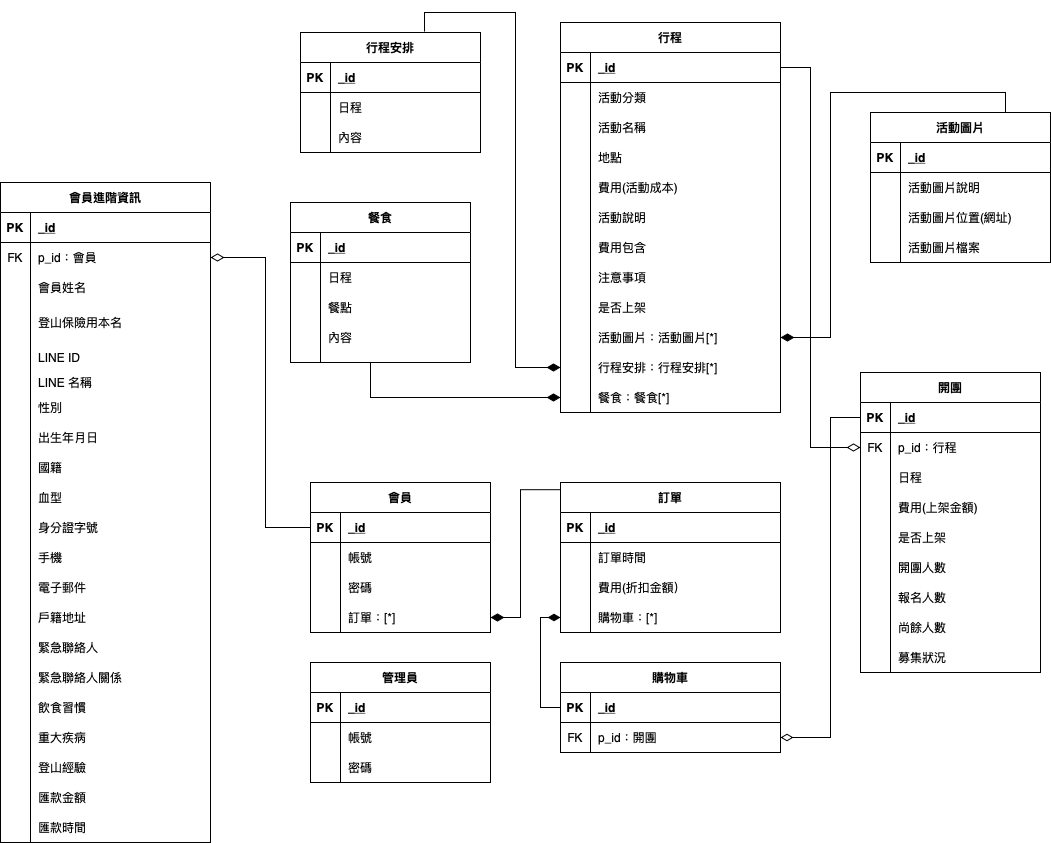 行程安排
PK _id
日程
內容
行程
PK _id
活動分類
活動名稱
地點
費用(活動成本)
活動說明
費用包含
注意事項
是否上架
活動圖片：活動圖片[*]
行程安排：行程安排[*]
餐食：餐食[*]
活動圖片
PK _id
活動圖片說明
活動圖片位置(網址)
活動圖片檔案
會員進階資訊
PK _id
FK p_id：會員
會員姓名
登山保險用本名
LINE ID
LINE 名稱
性別
出生年月日
國籍
血型
身分證字號
手機
電子郵件
戶籍地址
緊急聯絡人
緊急聯絡人關係
飲食習慣
重大疾病
登山經驗
匯款金額
匯款時間
餐食
PK _id
日程
餐點
內容
開團
PK _id
FK p_id：行程
日程
費用(上架金額)
是否上架
開團人數
報名人數
尚餘人數
募集狀況
會員
PK _id
帳號
密碼
訂單：[*]
訂單
PK _id
訂單時間
費用(折扣金額）
購物車：[*]
管理員
PK _id
帳號
密碼
購物車
PK _id
FK p_id：開團